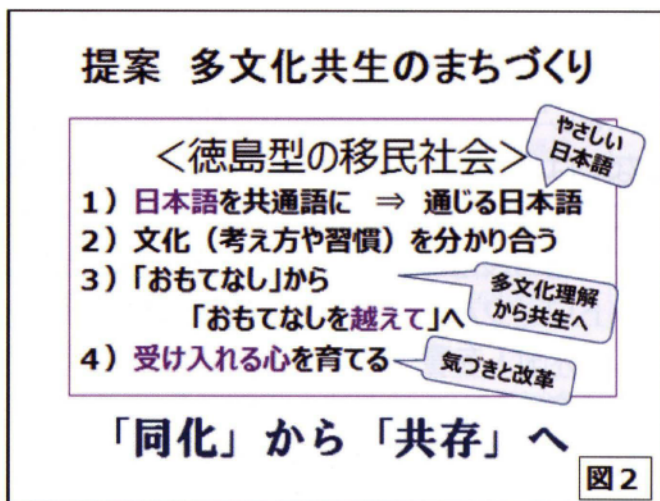 提案 多文化共生のまちづくり
やさしい
日本語
＜徳島型の移民社会＞
1）日本語を共通語に ⇒ 通じる日本語
2）文化（考え方や習慣）を分かり合う
3）「おもてなし」から
「おもてなしを越えて」へ
多文化理解
から共生へ
4）受け入れる心を育てる
気づきと改革
「同化」から「共存」へ
図2